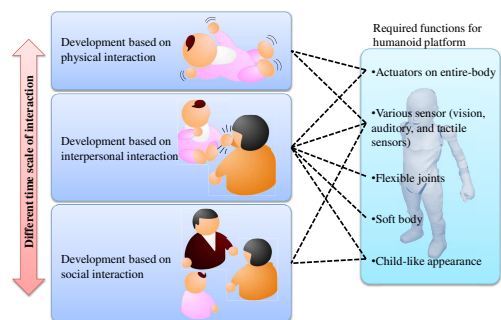 Different time scale of interaction
Development based on
physical interaction
Development based on
interpersonal interaction
Development based on
social interaction
Required functions for
humanoid platform
•Actuators on entire-body
•Various sensor (vision,
auditory, and tactile
sensors)
•Flexible joints
•Soft body
•Child-like appearance